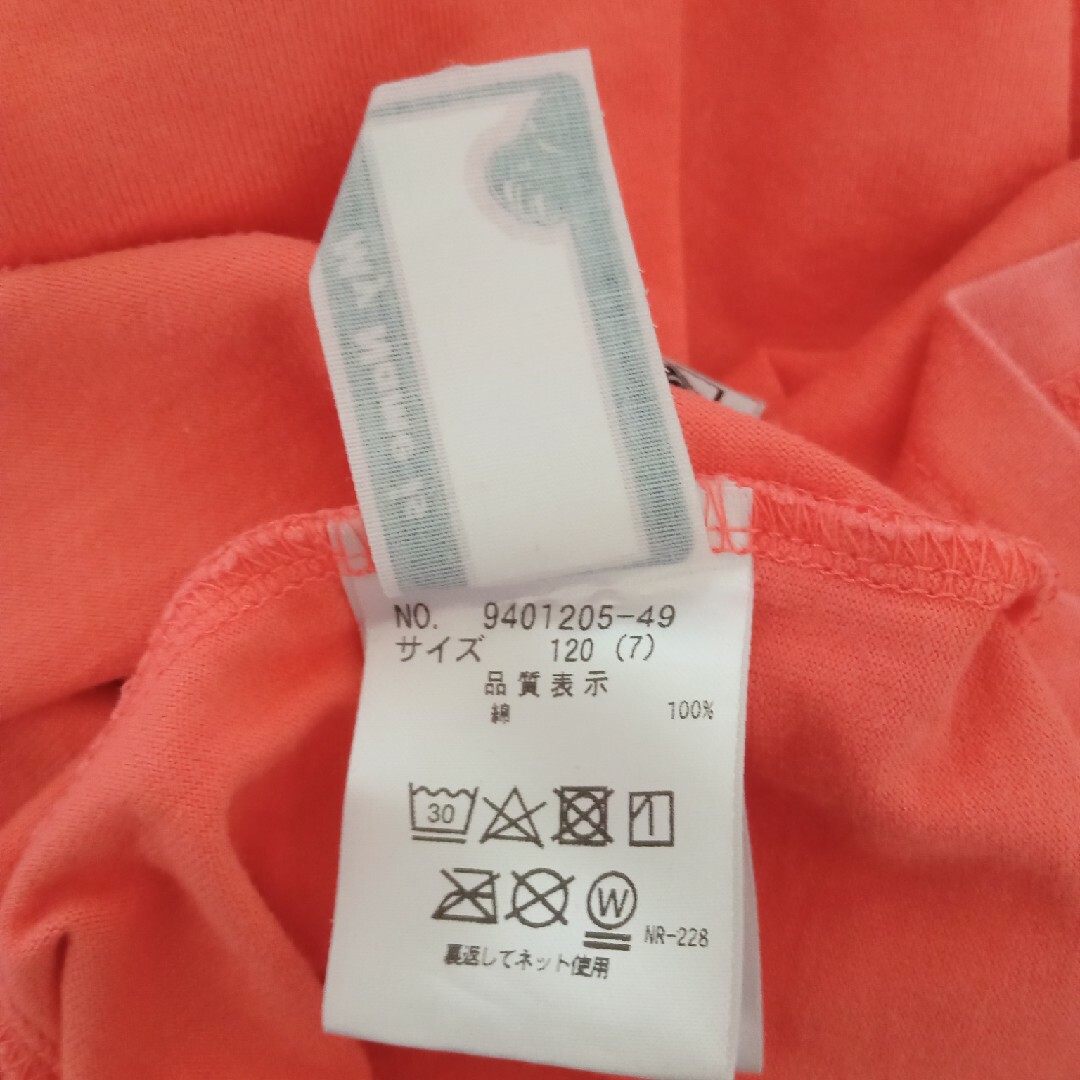 NO. 9401205-49
サイズ 120 (7)
品質表示
綿 100%
30
W
NR-228
裏返してネット使用